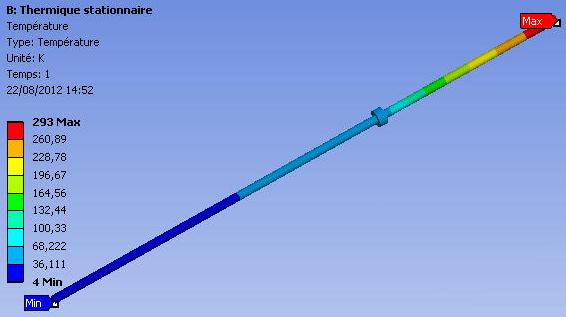 B: Thermique stationnaire
Température
Type: Température
Unité: K
Temps: 1
22/08/2012 14:52
293 Max
260,89
228,78
196,67
164,56
132,44
100,33
68,222
36,111
4 Min
Max
Min